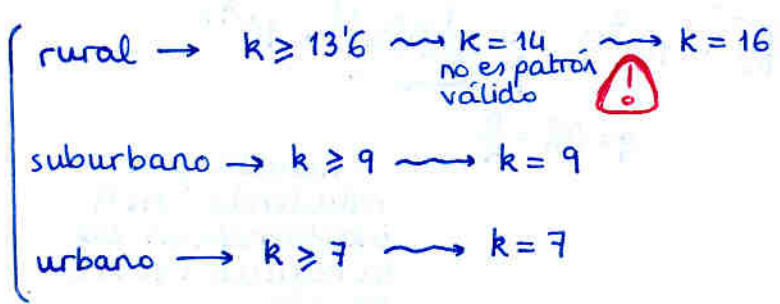 rural → k ≥ 13'6 ⇝ k = 14 ⇝ k = 16
no es patrón
válido
!
suburbano → k ≥ 9 ⇝ k = 9
urbano → k ≥ 7 ⇝ k = 7